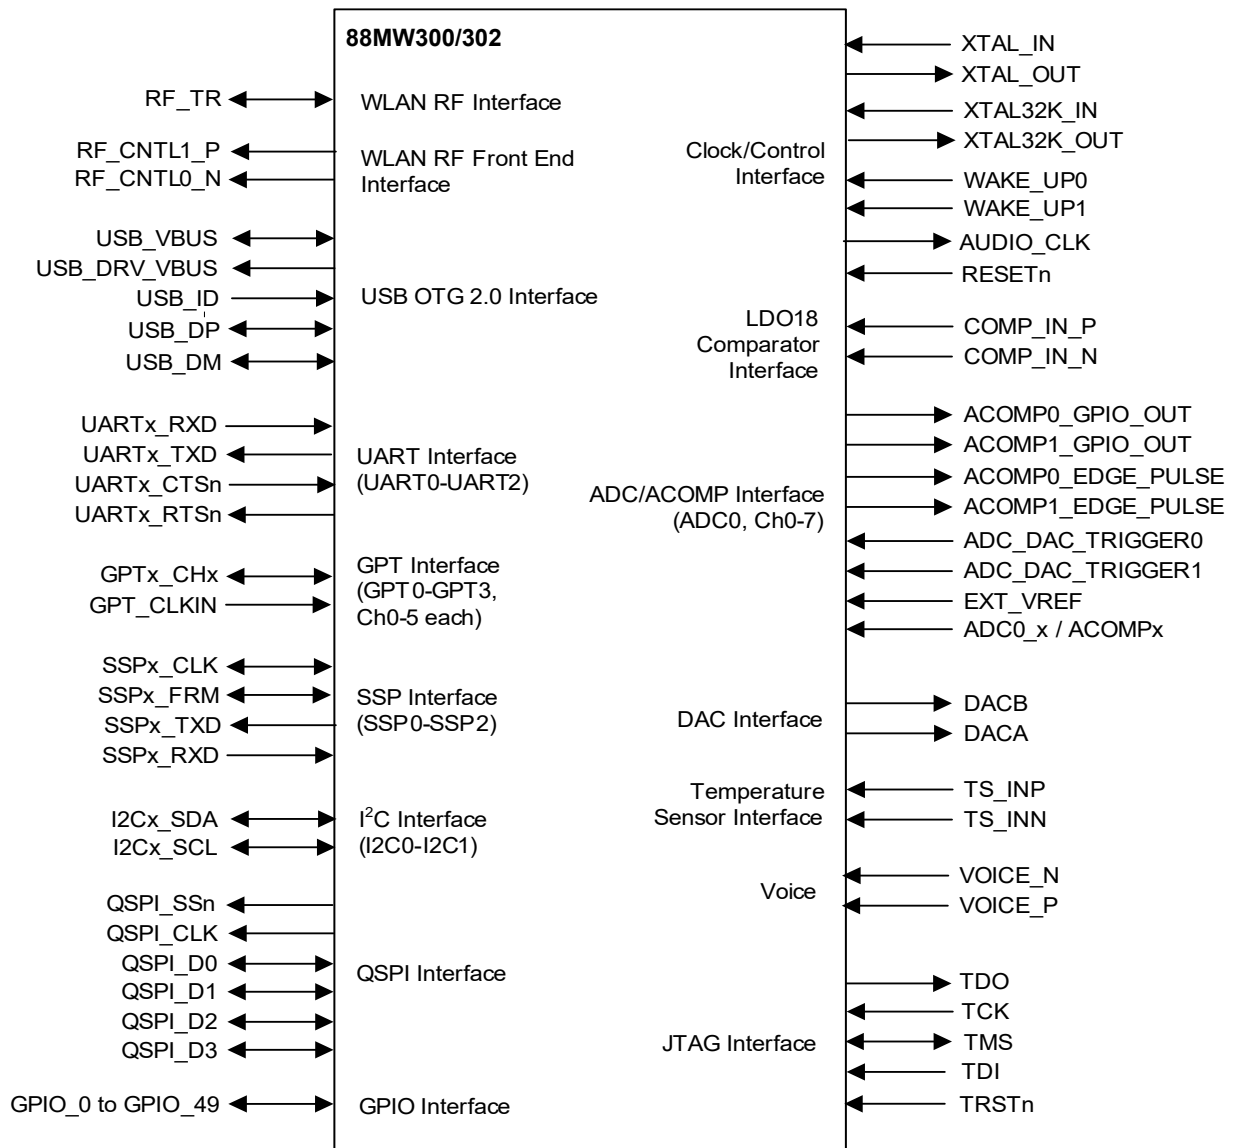 88MW300/302
RF_TR
WLAN RF Interface
RF_CNTL1_P
RF_CNTL0_N
WLAN RF Front End
Interface
USB_VBUS
USB_DRV_VBUS
USB_ID
USB_DP
USB_DM
USB OTG 2.0 Interface
UARTx_RXD
UARTx_TXD
UARTx_CTSn
UARTx_RTSn
UART Interface
(UART0-UART2)
GPTx_CHx
GPT_CLKIN
GPT Interface
(GPT0-GPT3,
Ch0-5 each)
SSPx_CLK
SSPx_FRM
SSPx_TXD
SSPx_RXD
SSP Interface
(SSP0-SSP2)
I2Cx_SDA
I2Cx_SCL
I²C Interface
(I2C0-I2C1)
QSPI_SSn
QSPI_CLK
QSPI_D0
QSPI_D1
QSPI_D2
QSPI_D3
QSPI Interface
GPIO_0 to GPIO_49
GPIO Interface
Clock/Control
Interface
XTAL_IN
XTAL_OUT
XTAL32K_IN
XTAL32K_OUT
WAKE_UP0
WAKE_UP1
AUDIO_CLK
RESETn
LDO18
Comparator
Interface
COMP_IN_P
COMP_IN_N
ADC/ACOMP Interface
(ADC0, Ch0-7)
ACOMP0_GPIO_OUT
ACOMP1_GPIO_OUT
ACOMP0_EDGE_PULSE
ACOMP1_EDGE_PULSE
ADC_DAC_TRIGGER0
ADC_DAC_TRIGGER1
EXT_VREF
ADC0_x / ACOMPx
DAC Interface
DACB
DACA
Temperature
Sensor Interface
TS_INP
TS_INN
Voice
VOICE_N
VOICE_P
JTAG Interface
TDO
TCK
TMS
TDI
TRSTn